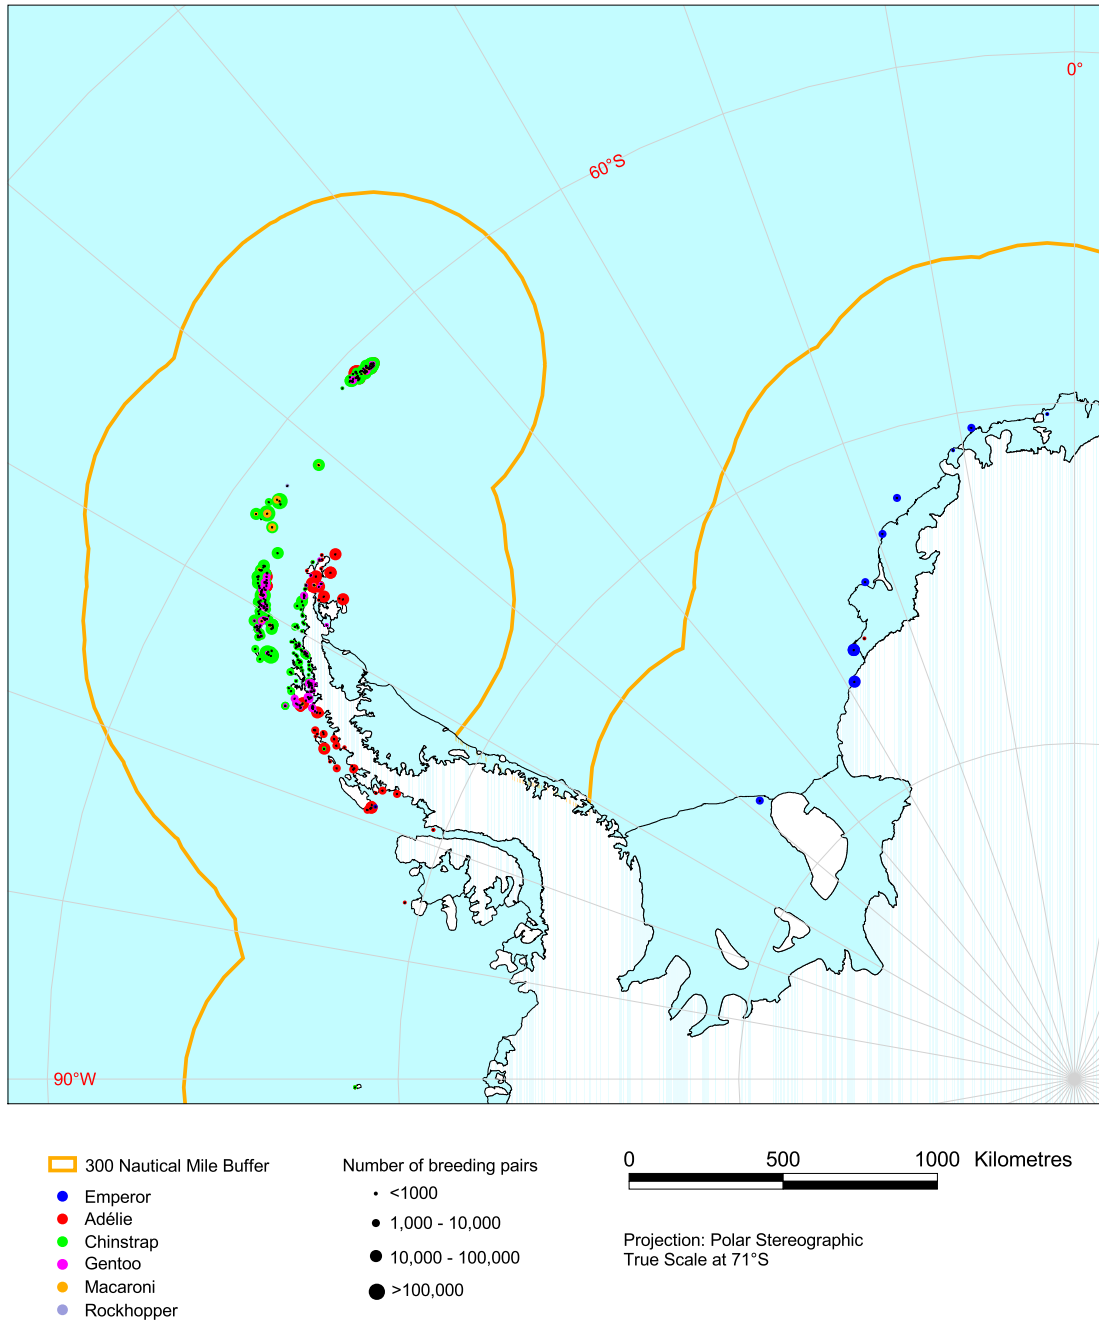 0°
60°S
90°W
300 Nautical Mile Buffer
Emperor
Adélie
Chinstrap
Gentoo
Macaroni
Rockhopper
Number of breeding pairs
<1000
1,000 - 10,000
10,000 - 100,000
>100,000
0 500 1000 Kilometres
Projection: Polar Stereographic
True Scale at 71°S